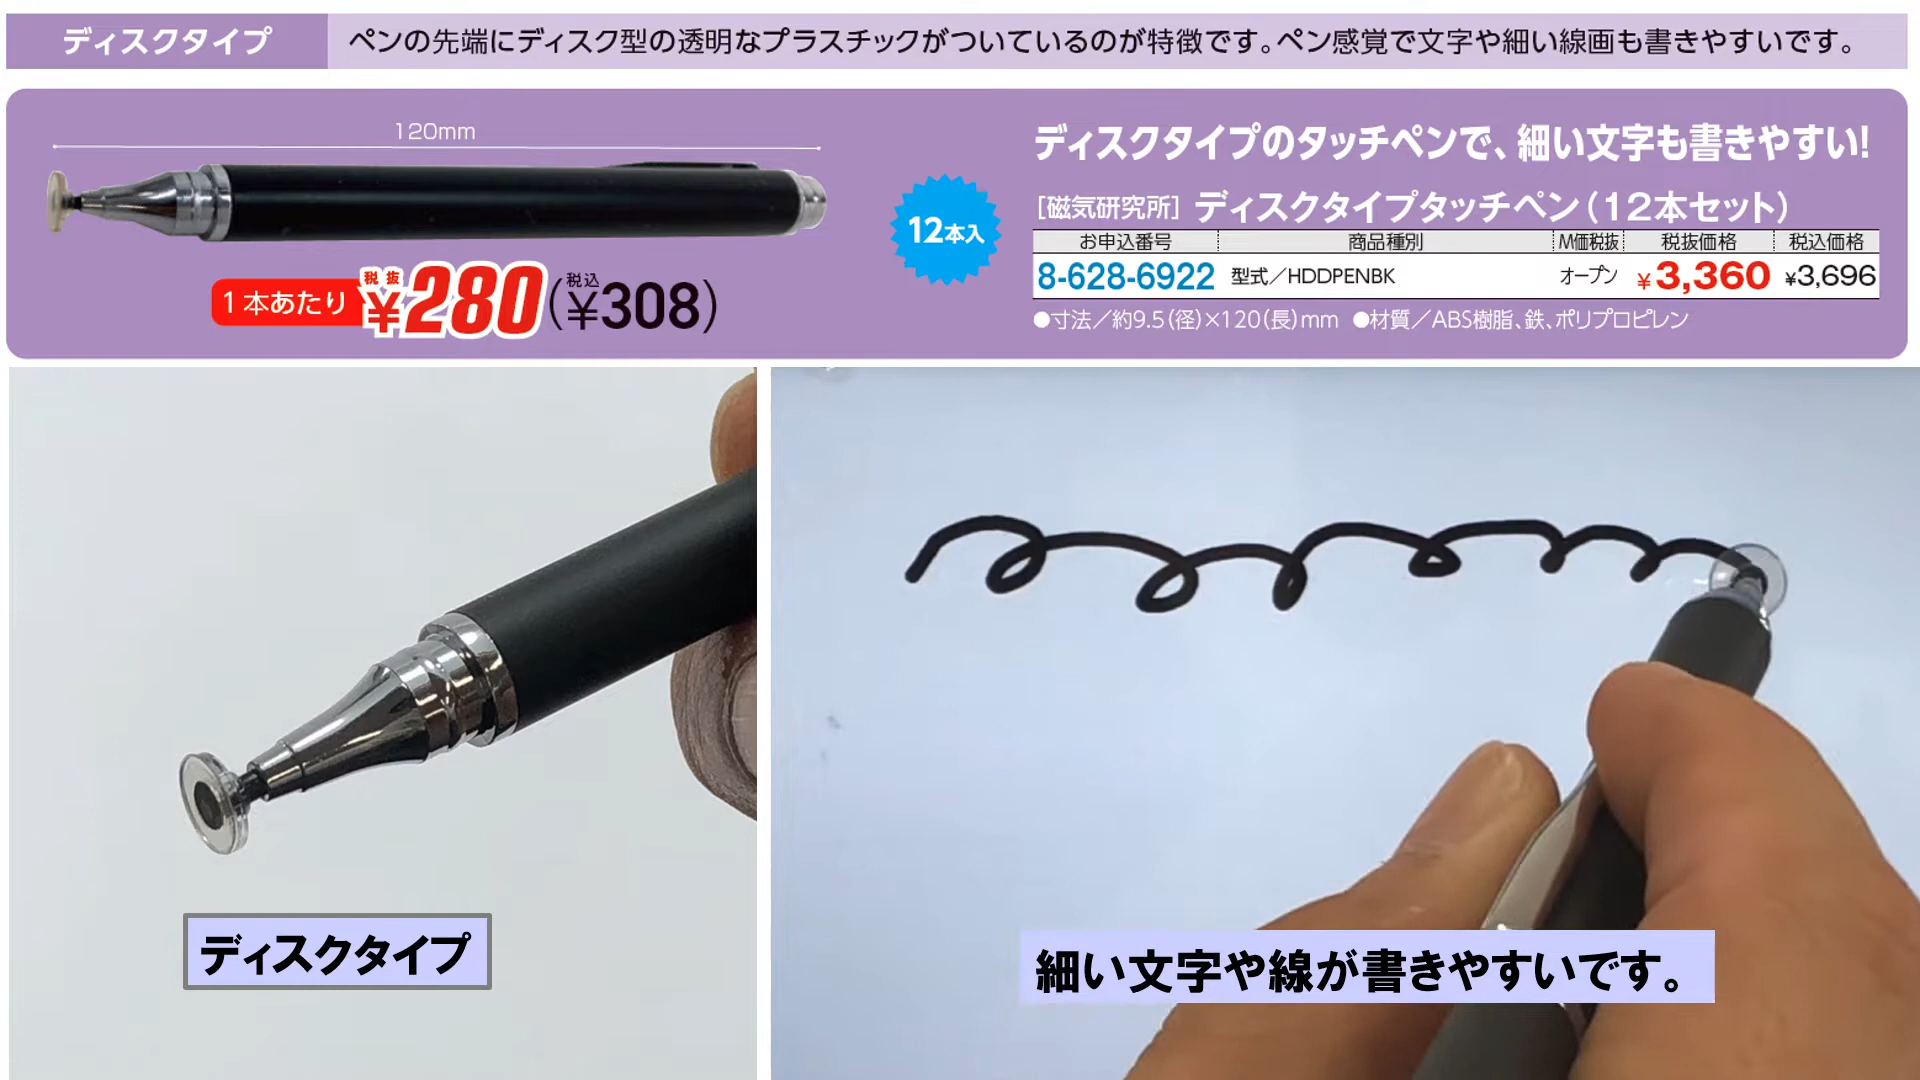 ディスクタイプ
ペンの先端にディスク型の透明なプラスチックがついているのが特徴です。ペン感覚で文字や細い線画も書きやすいです。
120mm
1本あたり 税抜 ¥280 (税込 ¥308)
12本入
ディスクタイプのタッチペンで、細い文字も書きやすい!
[磁気研究所] ディスクタイプタッチペン(12本セット)
お申込番号 商品種別 M価税抜 税抜価格 税込価格
8-628-6922 型式/HDDPENBK オープン ¥3,360 ¥3,696
●寸法/約9.5(径)×120(長)mm ●材質/ABS樹脂、鉄、ポリプロピレン
ディスクタイプ
細い文字や線が書きやすいです。